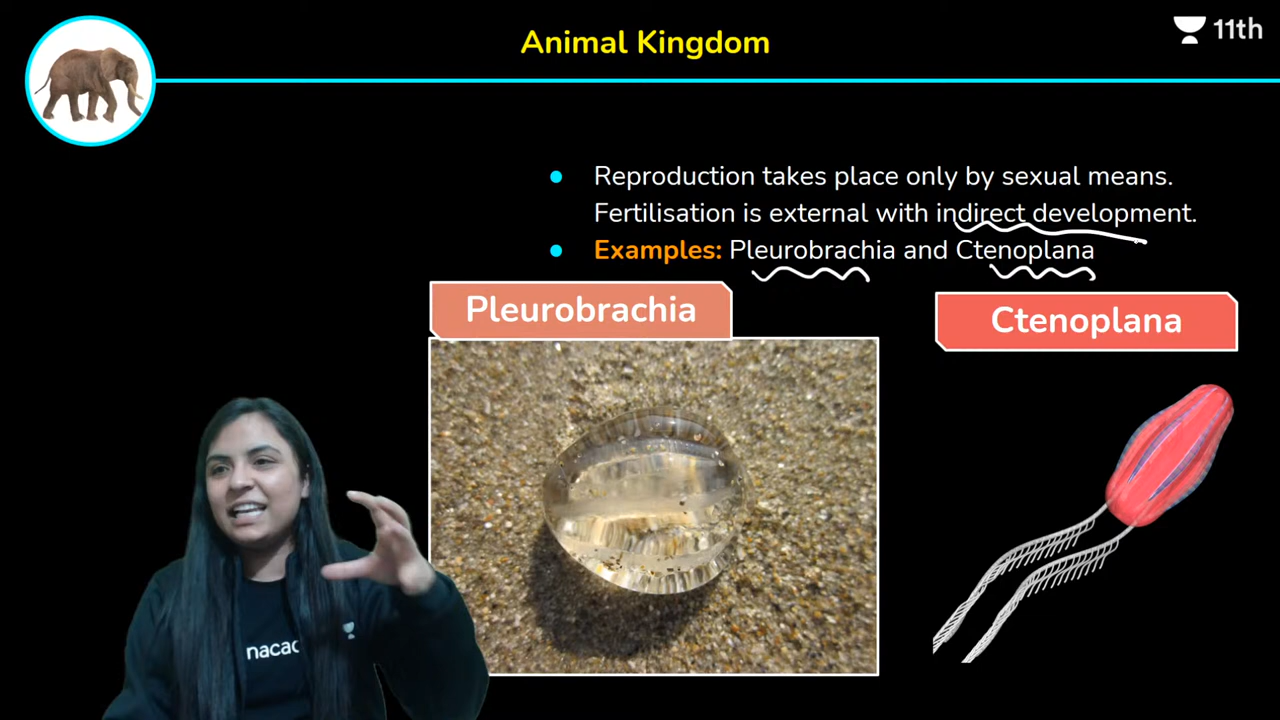 Animal Kingdom
11th
Reproduction takes place only by sexual means.
Fertilisation is external with indirect development.
Examples: Pleurobrachia and Ctenoplana
Pleurobrachia
Ctenoplana
nacac